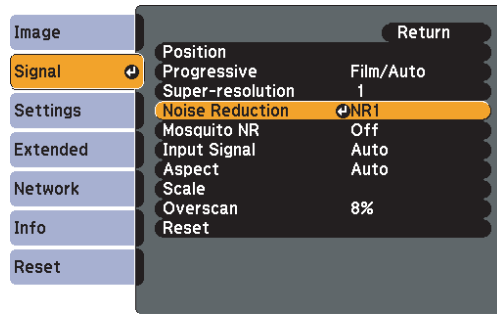 Image
Signal
Settings
Extended
Network
Info
Reset
Return
Position
Progressive Film/Auto
Super-resolution 1
Noise Reduction NR1
Mosquito NR Off
Input Signal Auto
Aspect Auto
Scale
Overscan 8%
Reset